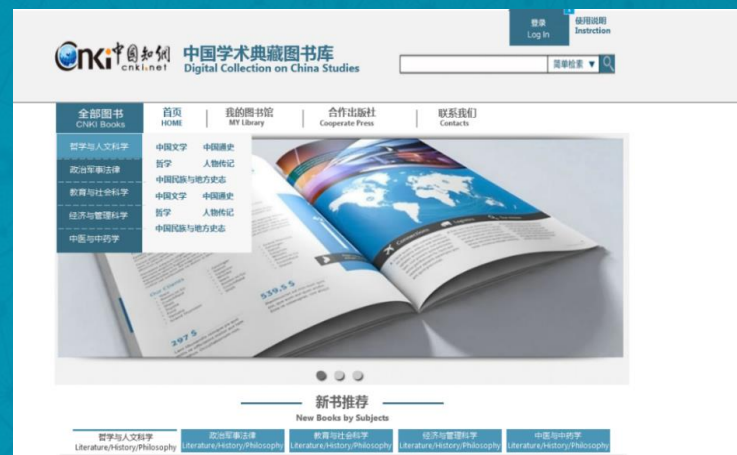 登录
Log In
使用说明
Instrction
Cnki中国知网
cnki.net
中国学术典藏图书库
Digital Collection on China Studies
简单检索 ▼
全部图书
CNKI Books
首页
HOME
我的图书馆
MY Library
合作出版社
Cooperate Press
联系我们
Contacts
哲学与人文科学
政治军事法律
教育与社会科学
经济与管理科学
中医与中药学
中国文学 中国通史
哲学 人物传记
中国民族与地方史志
中国文学 中国通史
哲学 人物传记
中国民族与地方史志
539.5 $
297 $
新书推荐
New Books by Subjects
哲学与人文科学
Literature/History/Philosophy
政治军事法律
Literature/History/Philosophy
教育与社会科学
Literature/History/Philosophy
经济与管理科学
Literature/History/Philosophy
中医与中药学
Literature/History/Philosophy